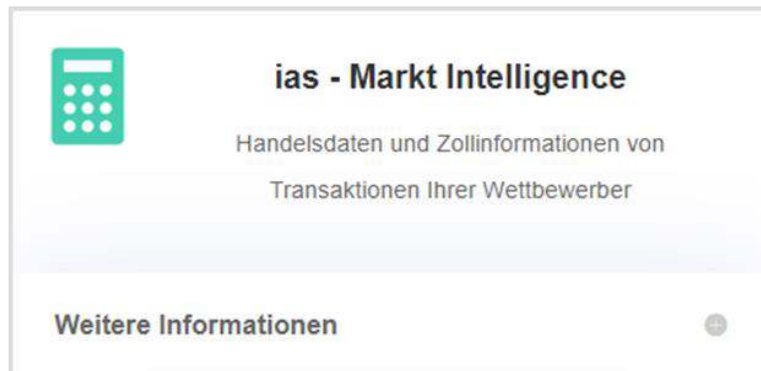 ias - Markt Intelligence
Handelsdaten und Zollinformationen von
Transaktionen Ihrer Wettbewerber
Weitere Informationen